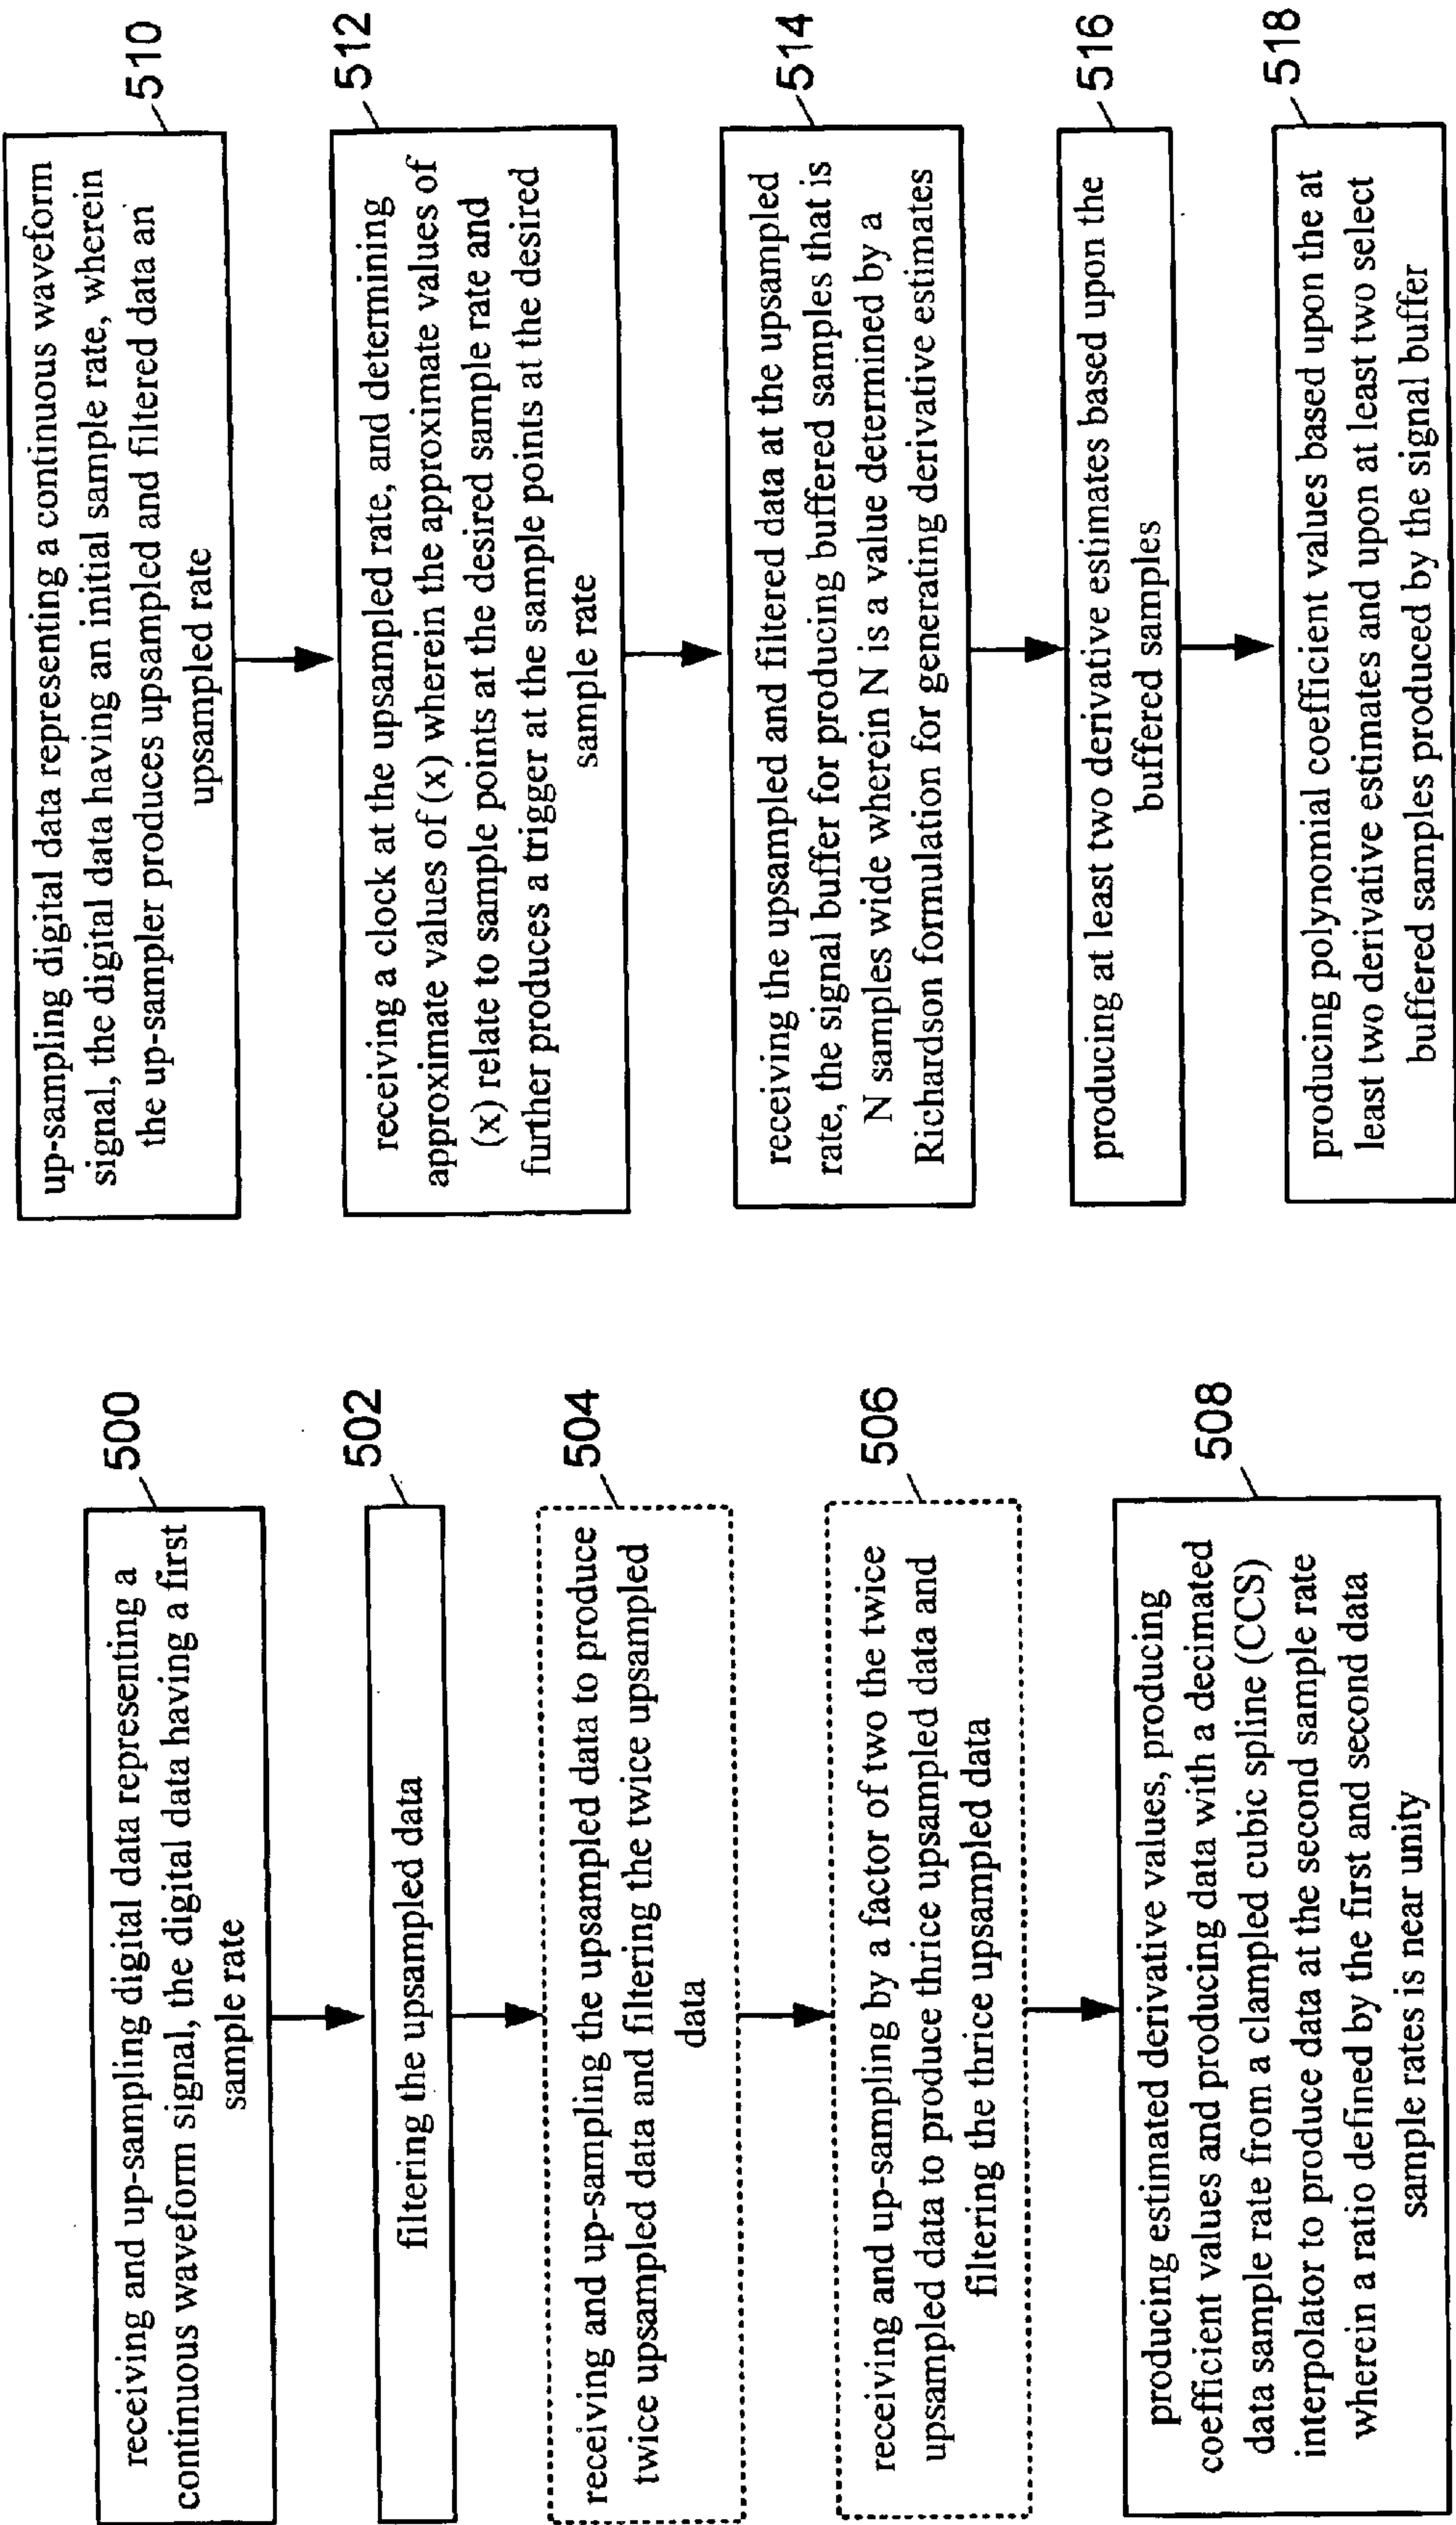 500
receiving and up-sampling digital data representing a
continuous waveform signal, the digital data having a first
sample rate
502
filtering the upsampled data
504
receiving and up-sampling the upsampled data to produce
twice upsampled data and filtering the twice upsampled
data
506
receiving and up-sampling by a factor of two the twice
upsampled data to produce thrice upsampled data and
filtering the thrice upsampled data
508
producing estimated derivative values, producing
coefficient values and producing data with a decimated
data sample rate from a clampled cubic spline (CCS)
interpolator to produce data at the second sample rate
wherein a ratio defined by the first and second data
sample rates is near unity
510
up-sampling digital data representing a continuous waveform
signal, the digital data having an initial sample rate, wherein
the up-sampler produces upsampled and filtered data an
upsampled rate
512
receiving a clock at the upsampled rate, and determining
approximate values of (x) wherein the approximate values of
(x) relate to sample points at the desired sample rate and
further produces a trigger at the sample points at the desired
sample rate
514
receiving the upsampled and filtered data at the upsampled
rate, the signal buffer for producing buffered samples that is
N samples wide wherein N is a value determined by a
Richardson formulation for generating derivative estimates
516
producing at least two derivative estimates based upon the
buffered samples
518
producing polynomial coefficient values based upon the at
least two derivative estimates and upon at least two select
buffered samples produced by the signal buffer